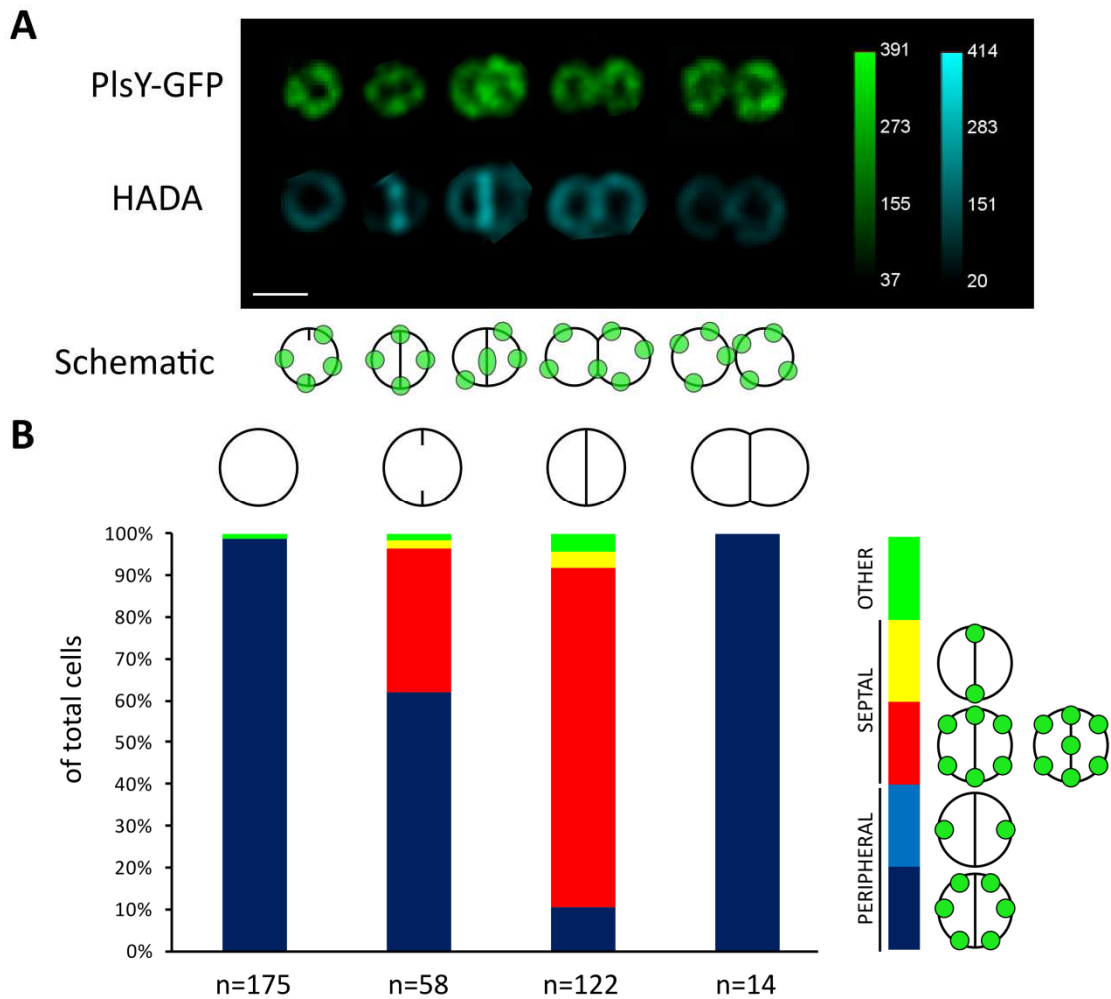 A
PlsY-GFP
HADA
391
273
155
37
414
283
151
20
Schematic
B
of total cells
100%
90%
80%
70%
60%
50%
40%
30%
20%
10%
0%
n=175
n=58
n=122
n=14
OTHER
SEPTAL
PERIPHERAL